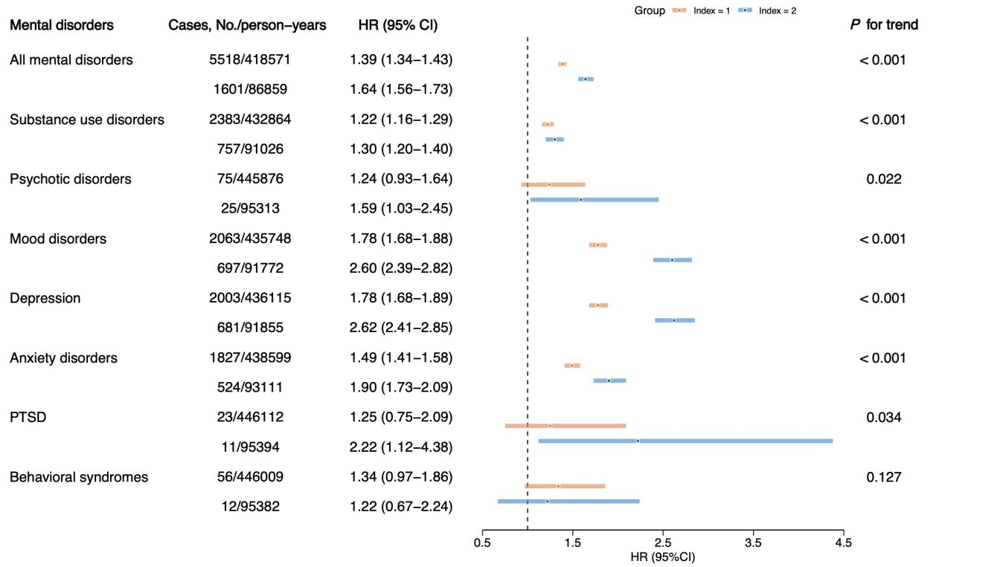 Group Index = 1 Index = 2
Mental disorders Cases, No./person–years HR (95% CI) P for trend
All mental disorders 5518/418571 1.39 (1.34–1.43) < 0.001
1601/86859 1.64 (1.56–1.73)
Substance use disorders 2383/432864 1.22 (1.16–1.29) < 0.001
757/91026 1.30 (1.20–1.40)
Psychotic disorders 75/445876 1.24 (0.93–1.64) 0.022
25/95313 1.59 (1.03–2.45)
Mood disorders 2063/435748 1.78 (1.68–1.88) < 0.001
697/91772 2.60 (2.39–2.82)
Depression 2003/436115 1.78 (1.68–1.89) < 0.001
681/91855 2.62 (2.41–2.85)
Anxiety disorders 1827/438599 1.49 (1.41–1.58) < 0.001
524/93111 1.90 (1.73–2.09)
PTSD 23/446112 1.25 (0.75–2.09) 0.034
11/95394 2.22 (1.12–4.38)
Behavioral syndromes 56/446009 1.34 (0.97–1.86) 0.127
12/95382 1.22 (0.67–2.24)
0.5 1.5 2.5 3.5 4.5
HR (95%CI)